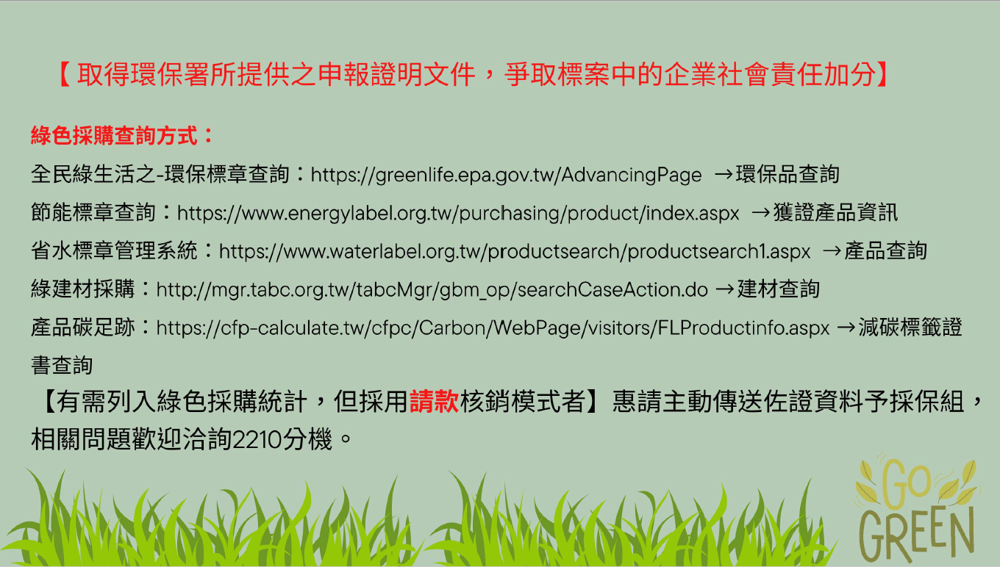 【 取得環保署所提供之申報證明文件，爭取標案中的企業社會責任加分】
綠色採購查詢方式：
全民綠生活之-環保標章查詢：https://greenlife.epa.gov.tw/AdvancingPage →環保品查詢
節能標章查詢：https://www.energylabel.org.tw/purchasing/product/index.aspx →獲證產品資訊
省水標章管理系統：https://www.waterlabel.org.tw/productsearch/productsearch1.aspx →產品查詢
綠建材採購：http://mgr.tabc.org.tw/tabcMgr/gbm_op/searchCaseAction.do →建材查詢
產品碳足跡：https://cfp-calculate.tw/cfpc/Carbon/WebPage/visitors/FLProductinfo.aspx →減碳標籤證
書查詢
【有需列入綠色採購統計，但採用請款核銷模式者】惠請主動傳送佐證資料予採保組，
相關問題歡迎洽詢2210分機。
GO
GREEN